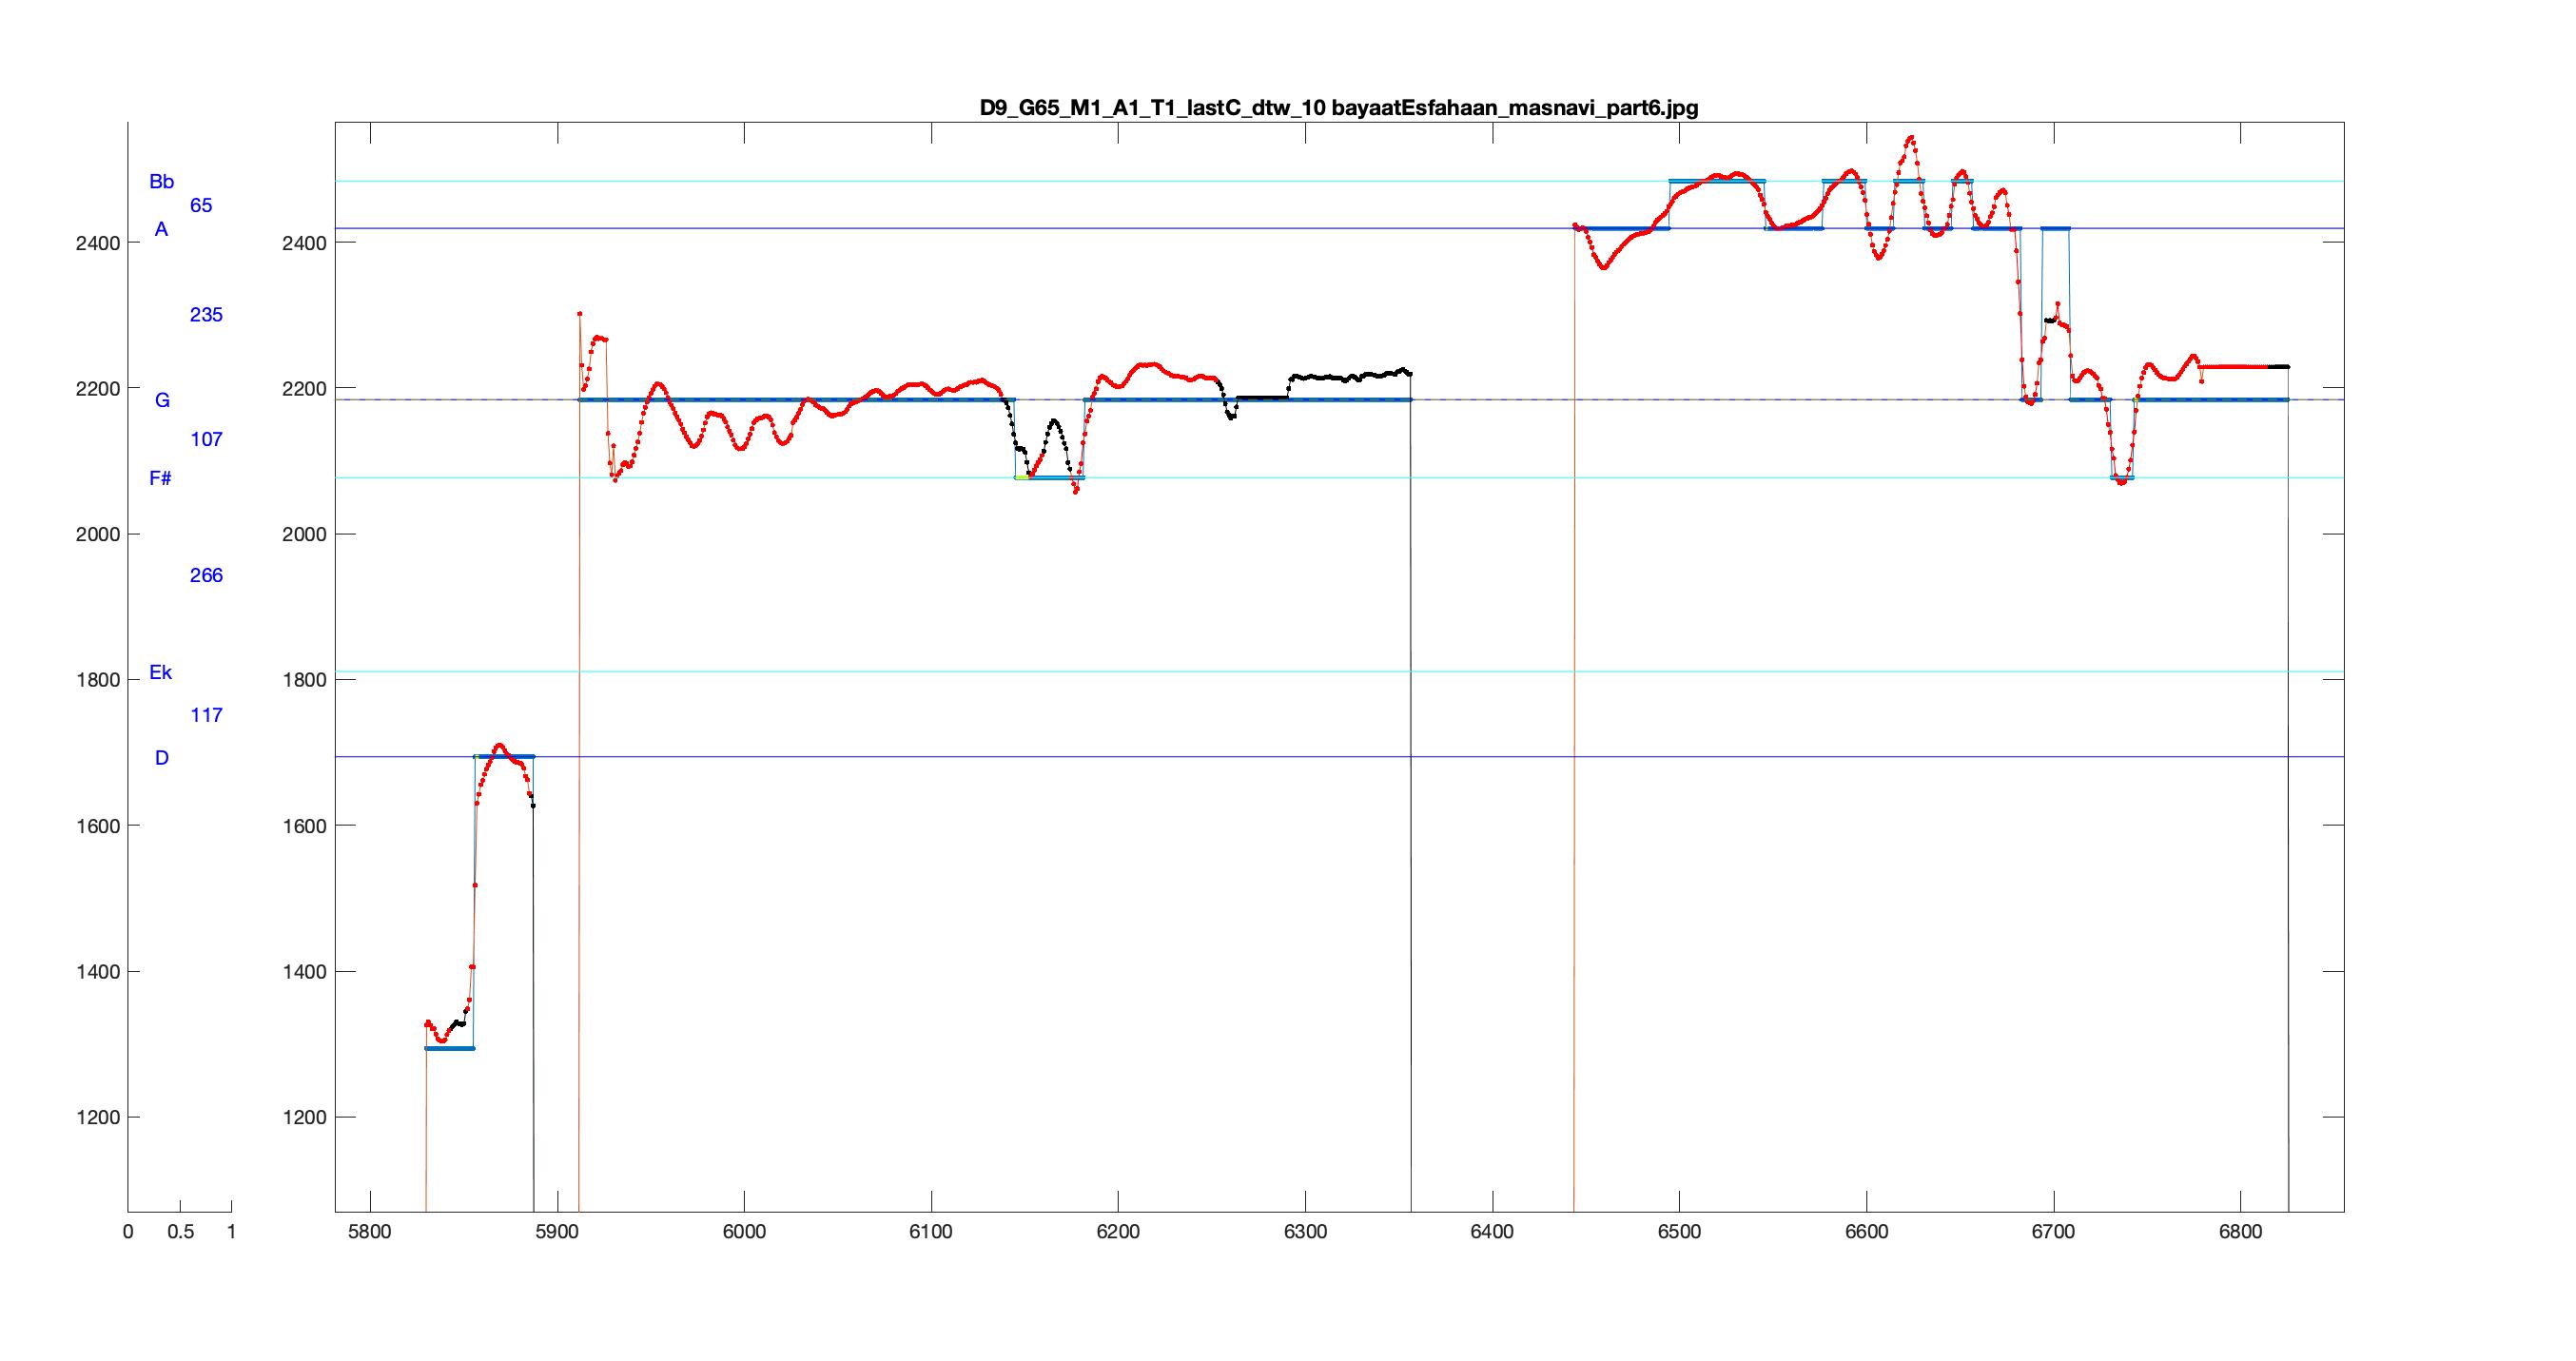 D9_G65_M1_A1_T1_lastC_dtw_10 bayaatEsfahaan_masnavi_part6.jpg
Bb
65
A
2400 2400
235
2200 2200
G
107
F#
2000 2000
266
Ek
1800 1800
117
D
1600 1600
1400 1400
1200 1200
0 0.5 1 5800 5900 6000 6100 6200 6300 6400 6500 6600 6700 6800